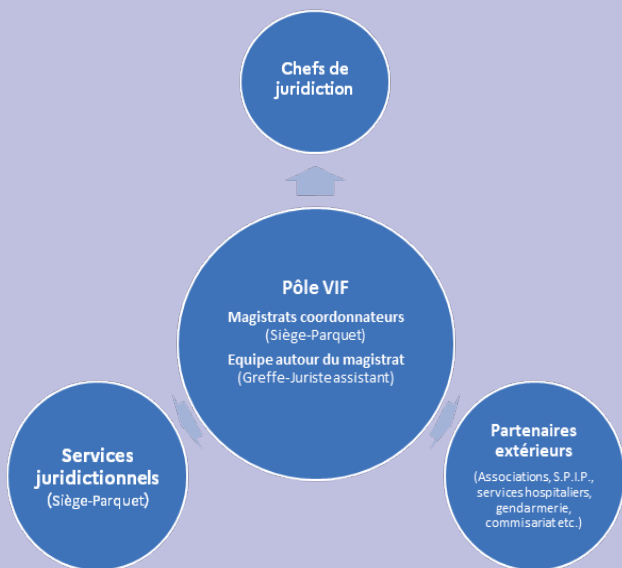 Chefs de
juridiction
Pôle VIF
Magistrats coordonnateurs
(Siège-Parquet)
Equipe autour du magistrat
(Greffe-Juriste assistant)
Services
juridictionnels
(Siège-Parquet)
Partenaires
extérieurs
(Associations, S.P.I.P.,
services hospitaliers,
gendarmerie,
commisariat etc.)